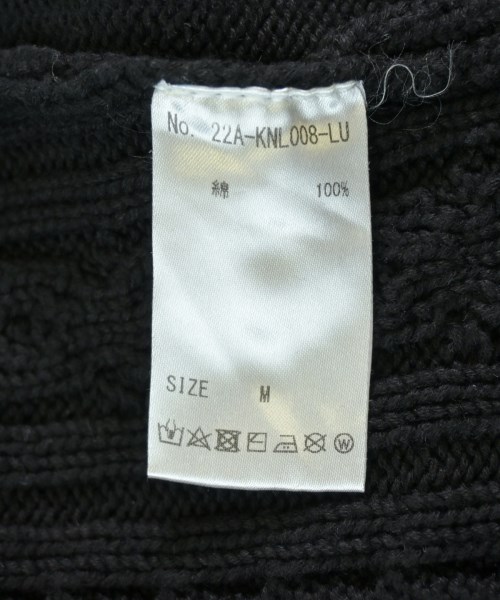 No. 22A-KNL008-LU
綿 100%
SIZE M
W